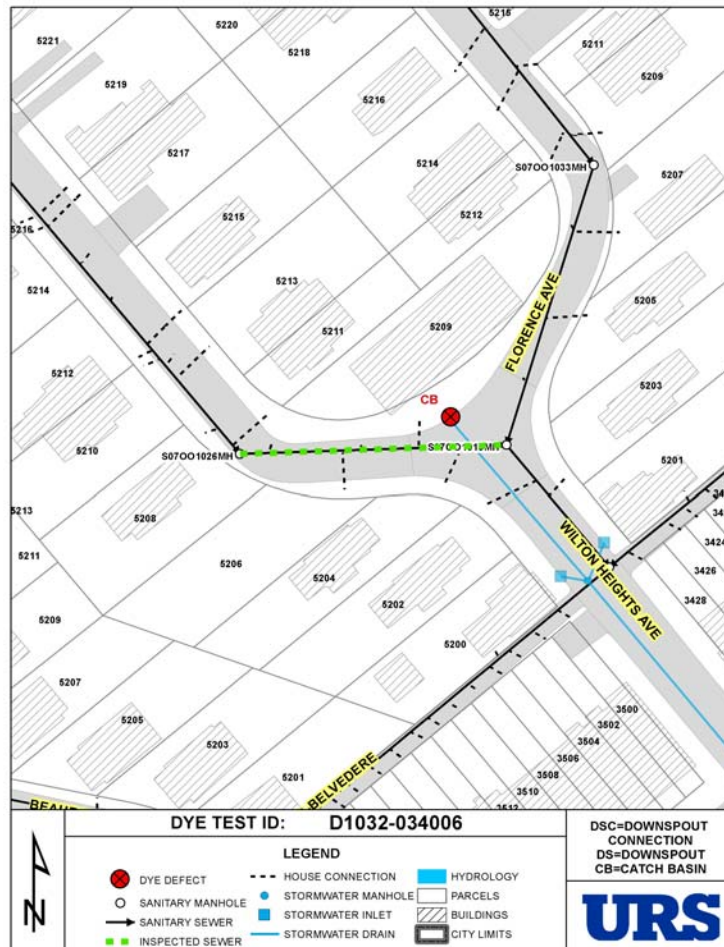 5215
5220
5221
5218
5211
5209
5219
5216
5217
5214
S07OO1033MH
5207
5212
5215
5216
5213
5214
5205
5211
5209
FLORENCE AVE
5212
5203
CB
5210
S07OO1026MH
5201
5213
5208
3424
5211
5206
3426
5204
WILTON HEIGHTS AVE
3428
5202
5209
5200
5207
5205
3500
5203
3502
3504
5201
3506
BELVEDERE
3508
3510
3512
DYE TEST ID: D1032-034006
LEGEND
DYE DEFECT
SANITARY MANHOLE
SANITARY SEWER
INSPECTED SEWER
HOUSE CONNECTION
STORMWATER MANHOLE
STORMWATER INLET
STORMWATER DRAIN
HYDROLOGY
PARCELS
BUILDINGS
CITY LIMITS
DSC=DOWNSPOUT
CONNECTION
DS=DOWNSPOUT
CB=CATCH BASIN
N
URS